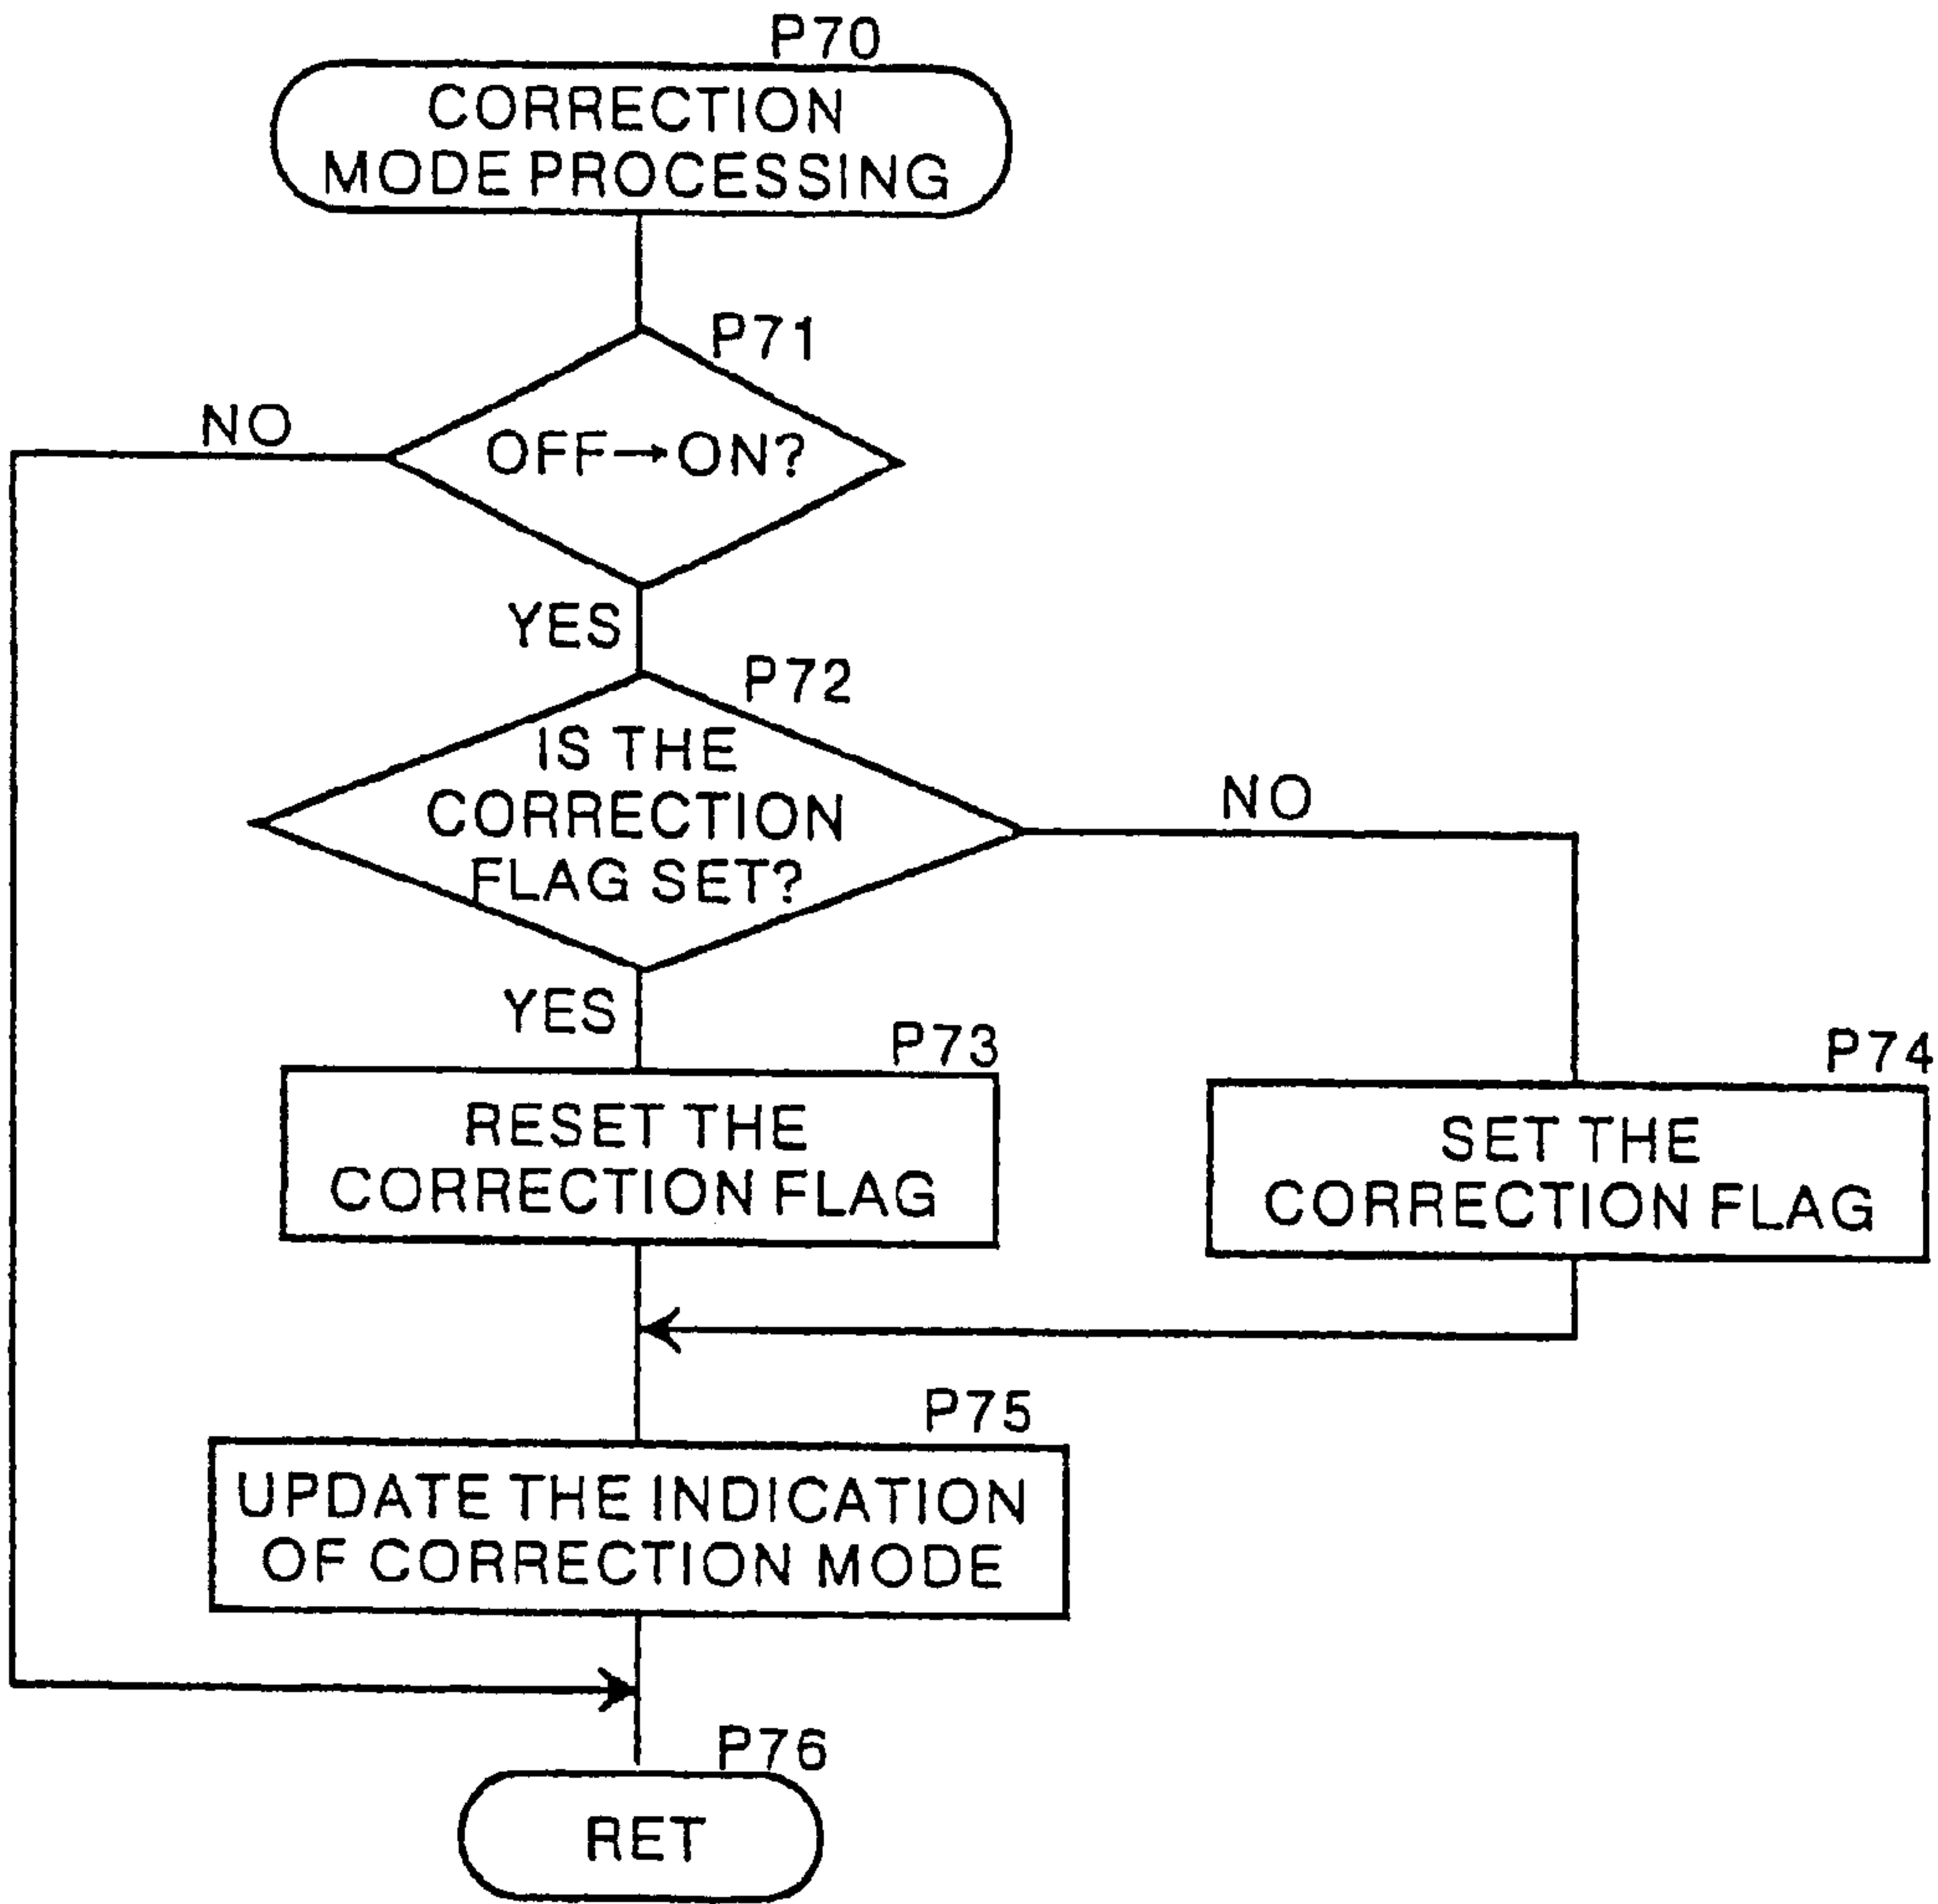 P70
CORRECTION
MODE PROCESSING
P71
NO
OFF→ON?
YES
P72
IS THE
CORRECTION
FLAG SET?
NO
YES
P73
RESET THE
CORRECTION FLAG
P74
SET THE
CORRECTION FLAG
P75
UPDATE THE INDICATION
OF CORRECTION MODE
P76
RET